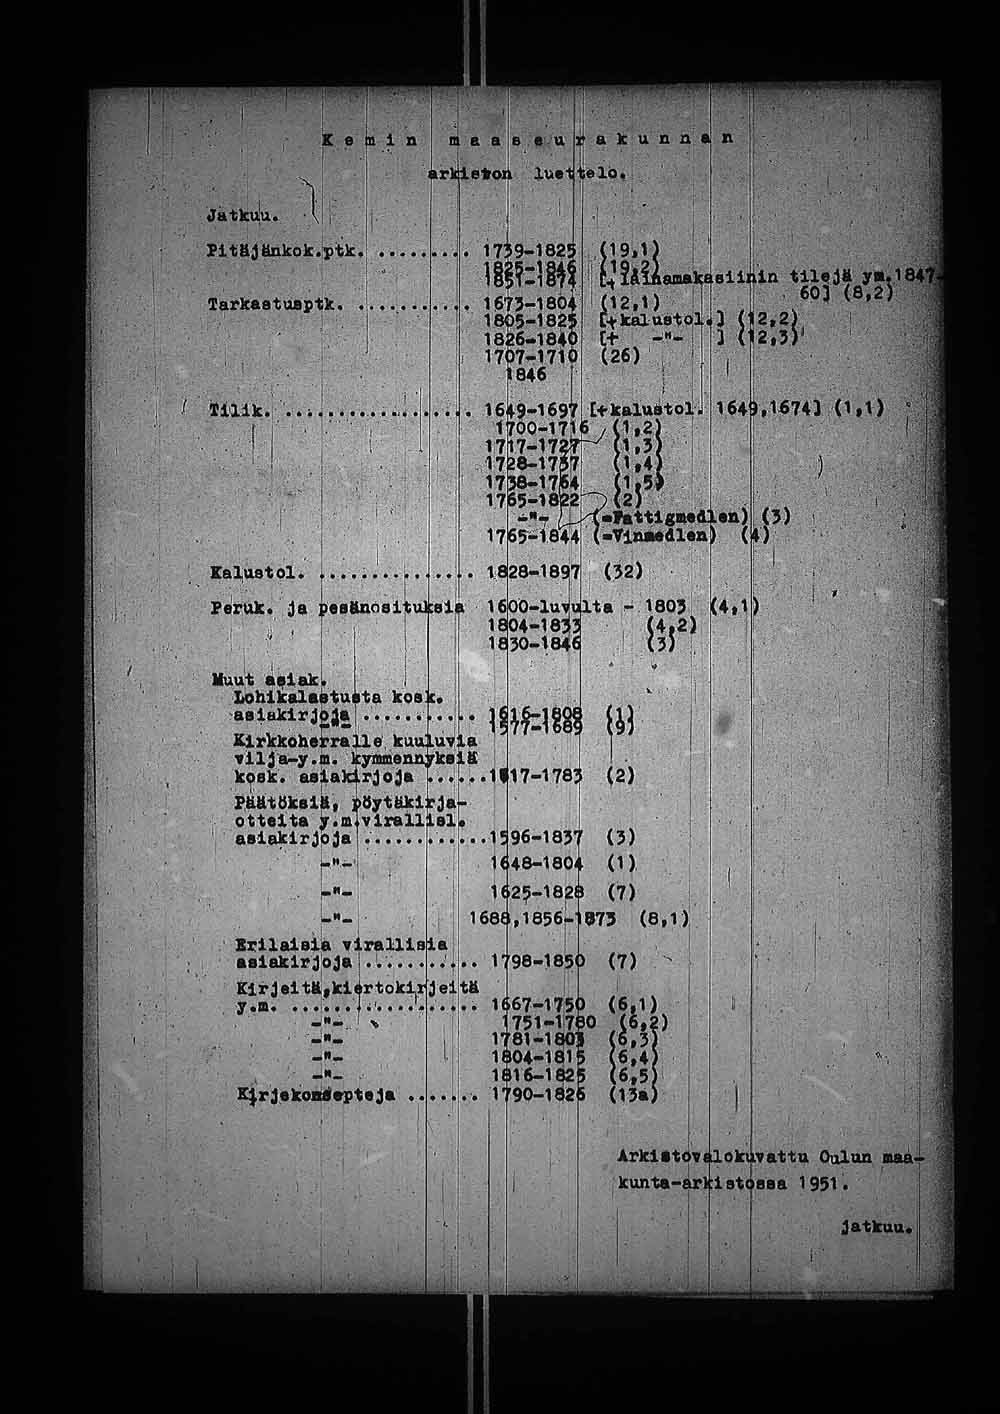 Kemin maaseurakunnan
arkiston luettelo.
Jatkuu.
Pitäjänkok.ptk. .......... 1739-1825 (19,1)
1825-1846 (19,2)
1851-1874 [+ lainamakasiinin tilejä ym.1847-
60] (8,2)
Tarkastusptk. ............ 1673-1804 (12,1)
1805-1825 [+kalustol.] (12,2)
1826-1840 [+ -"- ] (12,3)
1707-1710 (26)
1846
Tilik. ................... 1649-1697 [+kalustol. 1649,1674] (1,1)
1700-1716 (1,2)
1717-1727 (1,3)
1728-1737 (1,4)
1738-1764 (1,5)
1765-1822 (2)
-"- (=Fattigmedlen) (3)
1765-1844 (=Vinmedlen) (4)
Kalustol. ................ 1828-1897 (32)
Peruk. ja pesänosituksia 1600-luvulta - 1803 (4,1)
1804-1833 (4,2)
1830-1846 (3)
Muut asiak.
Lohikalastusta kosk.
asiakirjoja ............ 1616-1808 (1)
-"- 1577-1689 (9)
Kirkkoherralle kuuluvia
vilja-y.m. kymmennyksiä
kosk. asiakirjoja ......1617-1783 (2)
Päätöksiä, pöytäkirja-
otteita y.m.virallisl.
asiakirjoja .............1596-1837 (3)
-"- 1648-1804 (1)
-"- 1625-1828 (7)
-"- 1688,1856-1873 (8,1)
Erilaisia virallisia
asiakirjoja ............ 1798-1850 (7)
Kirjeitä,kiertokirjeitä
y.m. ................... 1667-1750 (6,1)
-"- 1751-1780 (6,2)
-"- 1781-1803 (6,3)
-"- 1804-1815 (6,4)
-"- 1816-1825 (6,5)
Kirjekonsepteja ....... 1790-1826 (13a)
Arkistovalokuvattu Oulun maa-
kunta-arkistossa 1951.
jatkuu.